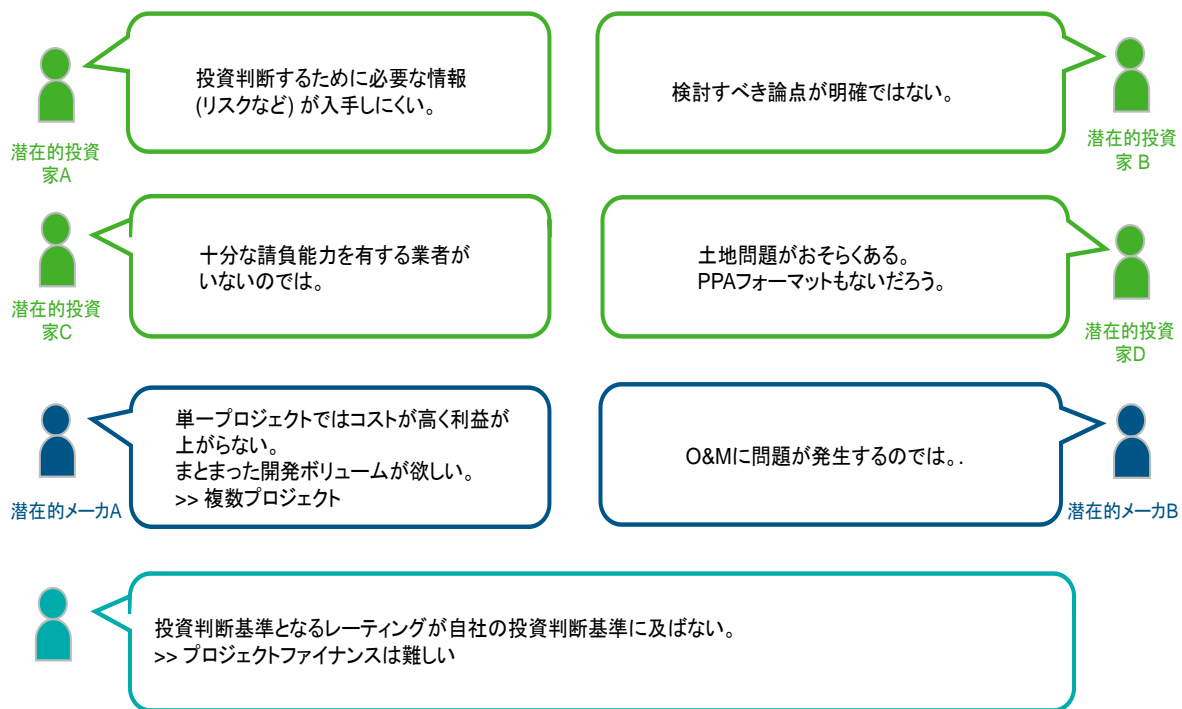 投資判断するために必要な情報
(リスクなど) が入手しにくい。
潜在的投資
家A
検討すべき論点が明確ではない。
潜在的投資
家 B
十分な請負能力を有する業者が
いないのでは。
潜在的投資
家C
土地問題がおそらくある。
PPAフォーマットもないだろう。
潜在的投資
家D
単一プロジェクトではコストが高く利益が
上がらない。
まとまった開発ボリュームが欲しい。
>> 複数プロジェクト
潜在的メーカA
O&Mに問題が発生するのでは。.
潜在的メーカB
投資判断基準となるレーティングが自社の投資判断基準に及ばない。
>> プロジェクトファイナンスは難しい